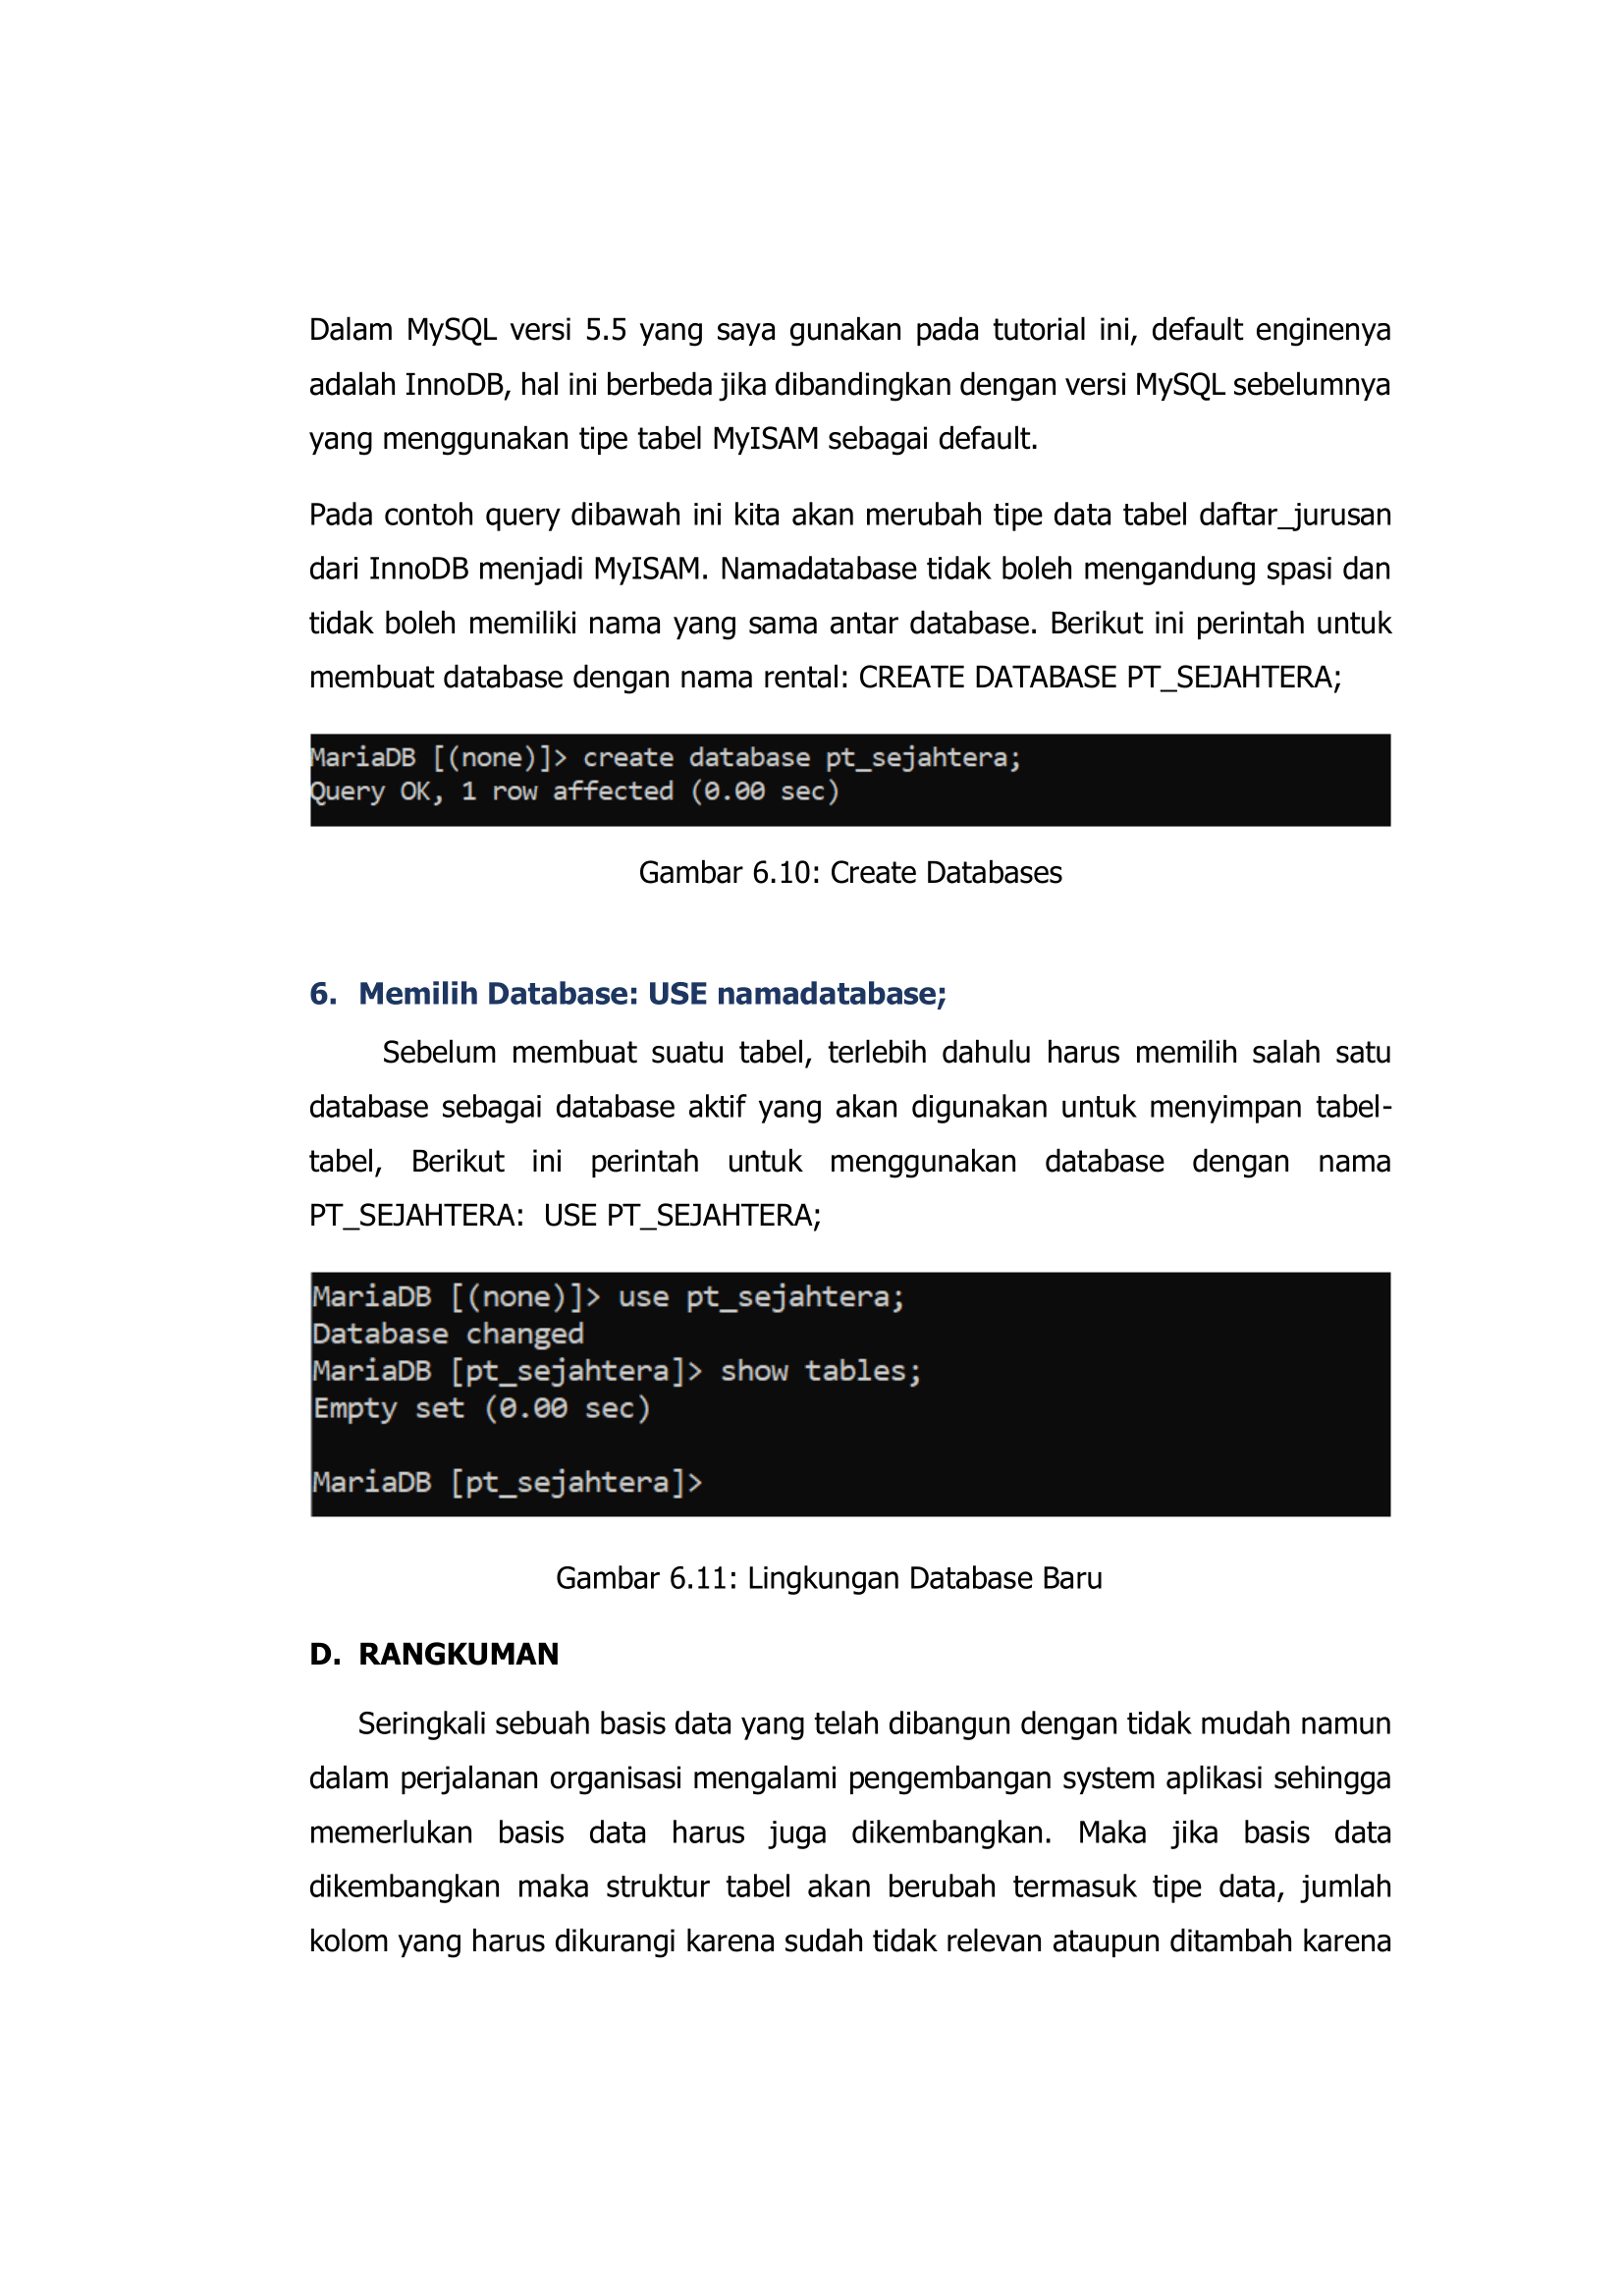 Dalam MySQL versi 5.5 yang saya gunakan pada tutorial ini, default enginenya
adalah InnoDB, hal ini berbeda jika dibandingkan dengan versi MySQL sebelumnya
yang menggunakan tipe tabel MyISAM sebagai default.
Pada contoh query dibawah ini kita akan merubah tipe data tabel daftar_jurusan
dari InnoDB menjadi MyISAM. Namadatabase tidak boleh mengandung spasi dan
tidak boleh memiliki nama yang sama antar database. Berikut ini perintah untuk
membuat database dengan nama rental: CREATE DATABASE PT_SEJAHTERA;
MariaDB [(none)]> create database pt_sejahtera;
Query OK, 1 row affected (0.00 sec)
Gambar 6.10: Create Databases
6. Memilih Database: USE namadatabase;
Sebelum membuat suatu tabel, terlebih dahulu harus memilih salah satu
database sebagai database aktif yang akan digunakan untuk menyimpan tabel-
tabel, Berikut ini perintah untuk menggunakan database dengan nama
PT_SEJAHTERA: USE PT_SEJAHTERA;
MariaDB [(none)]> use pt_sejahtera;
Database changed
MariaDB [pt_sejahtera]> show tables;
Empty set (0.00 sec)
MariaDB [pt_sejahtera]>
Gambar 6.11: Lingkungan Database Baru
D. RANGKUMAN
Seringkali sebuah basis data yang telah dibangun dengan tidak mudah namun
dalam perjalanan organisasi mengalami pengembangan system aplikasi sehingga
memerlukan basis data harus juga dikembangkan. Maka jika basis data
dikembangkan maka struktur tabel akan berubah termasuk tipe data, jumlah
kolom yang harus dikurangi karena sudah tidak relevan ataupun ditambah karena